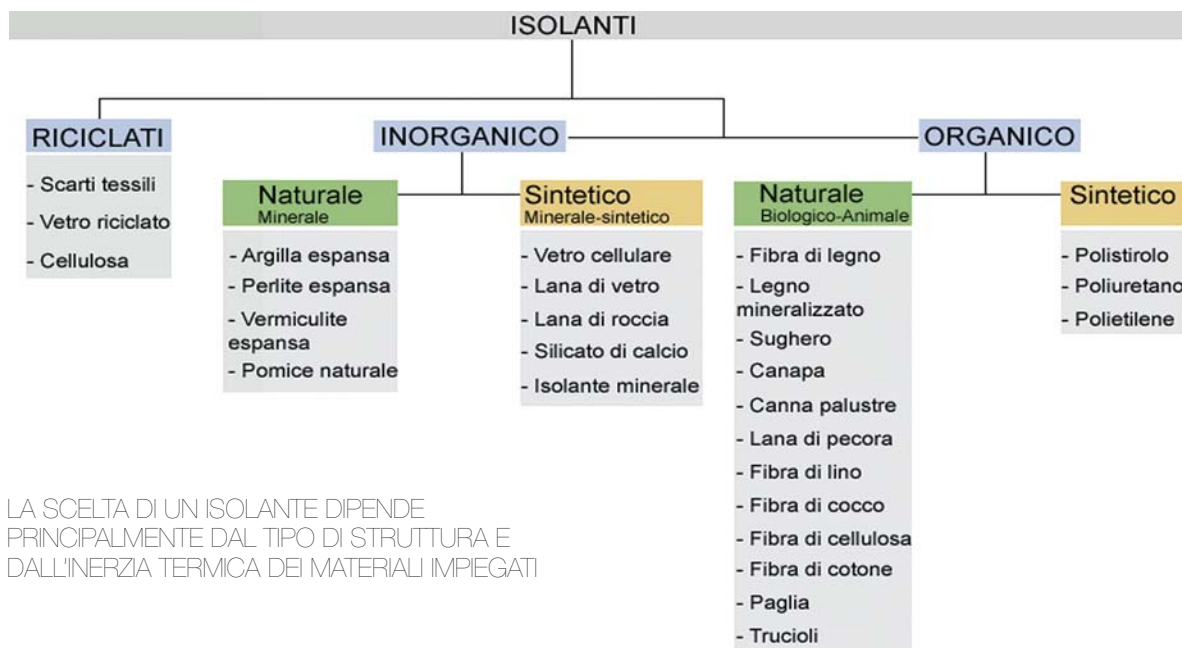 ISOLANTI
RICICLATI
- Scarti tessili
- Vetro riciclato
- Cellulosa
INORGANICO
Naturale
Minerale
- Argilla espansa
- Perlite espansa
- Vermiculite
espansa
- Pomice naturale
Sintetico
Minerale-sintetico
- Vetro cellulare
- Lana di vetro
- Lana di roccia
- Silicato di calcio
- Isolante minerale
ORGANICO
Naturale
Biologico-Animale
- Fibra di legno
- Legno
mineralizzato
- Sughero
- Canapa
- Canna palustre
- Lana di pecora
- Fibra di lino
- Fibra di cocco
- Fibra di cellulosa
- Fibra di cotone
- Paglia
- Trucioli
Sintetico
- Polistirolo
- Poliuretano
- Polietilene
LA SCELTA DI UN ISOLANTE DIPENDE
PRINCIPALMENTE DAL TIPO DI STRUTTURA E
DALL'INERZIA TERMICA DEI MATERIALI IMPIEGATI